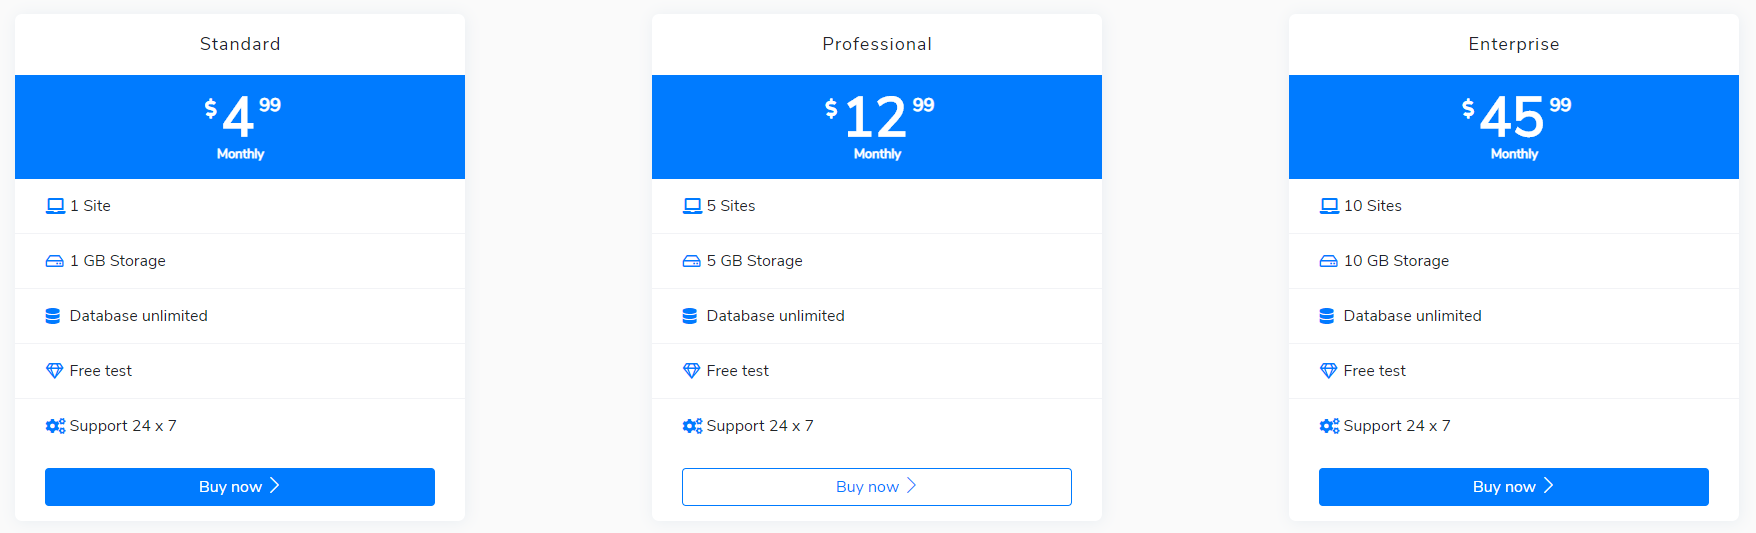 Standard
$ 4 99
Monthly
1 Site
1 GB Storage
Database unlimited
Free test
Support 24 x 7
Buy now
Professional
$ 12 99
Monthly
5 Sites
5 GB Storage
Database unlimited
Free test
Support 24 x 7
Buy now
Enterprise
$ 45 99
Monthly
10 Sites
10 GB Storage
Database unlimited
Free test
Support 24 x 7
Buy now